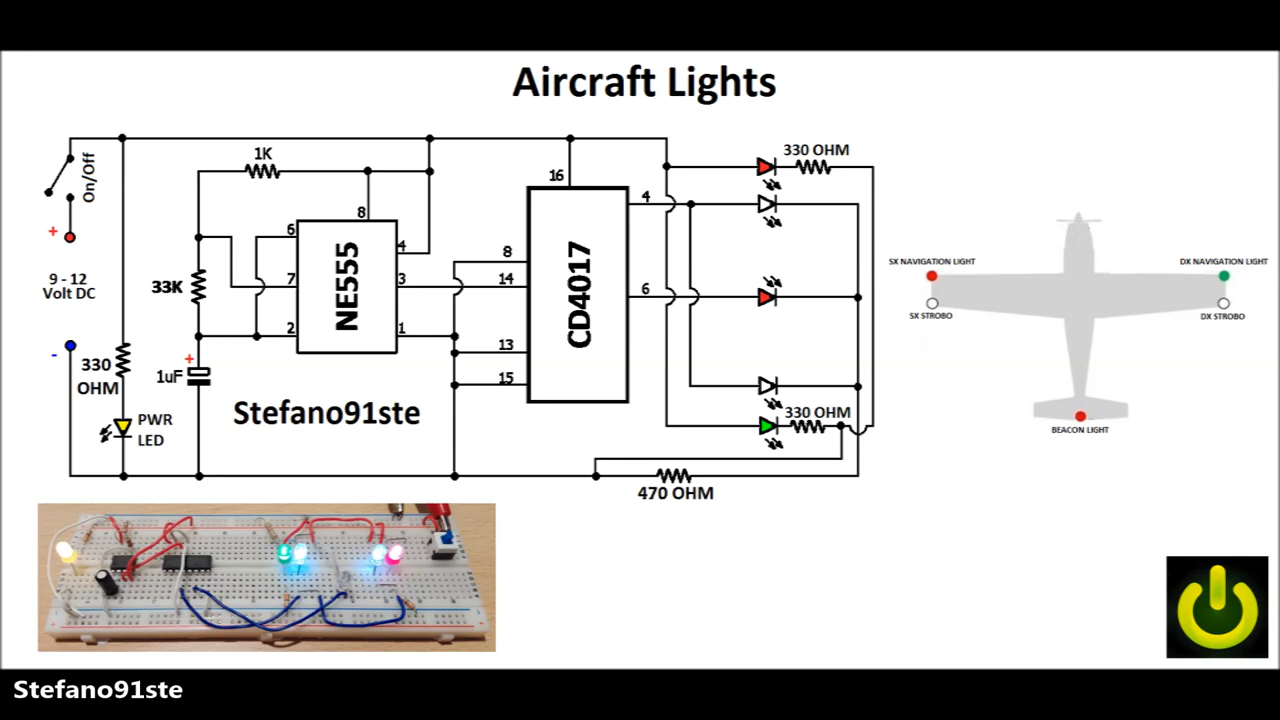 Aircraft Lights
On/Off
+
9 - 12
Volt DC
-
330
OHM
PWR
LED
1K
33K
+
1uF
8
6
7
2
NE555
4
3
1
Stefano91ste
16
8
14
13
15
CD4017
4
6
330 OHM
330 OHM
470 OHM
SX NAVIGATION LIGHT
DX NAVIGATION LIGHT
SX STROBO
DX STROBO
BEACON LIGHT
Stefano91ste